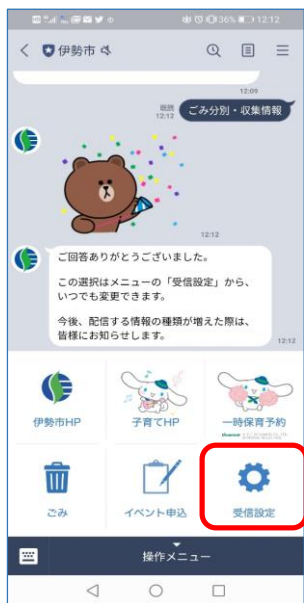 36% 12:12
伊勢市
12:09
既読
12:12
ごみ分別・収集情報
12:12
ご回答ありがとうございました。
この選択はメニューの「受信設定」から、
いつでも変更できます。
今後、配信する情報の種類が増えた際は、
皆様にお知らせします。
12:12
伊勢市HP
子育てHP
一時保育予約
ごみ
イベント申込
受信設定
操作メニュー